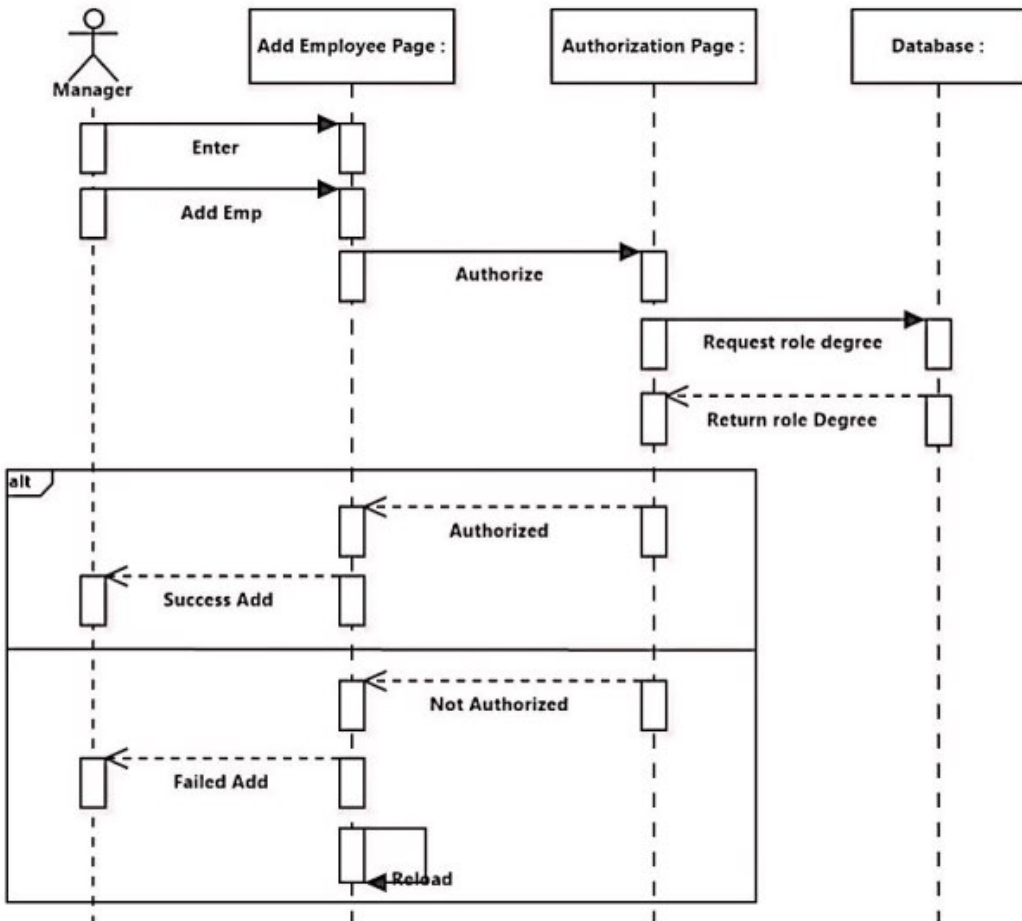 Manager
Add Employee Page :
Authorization Page :
Database :
Enter
Add Emp
Authorize
Request role degree
Return role Degree
alt
Authorized
Success Add
Not Authorized
Failed Add
Reload